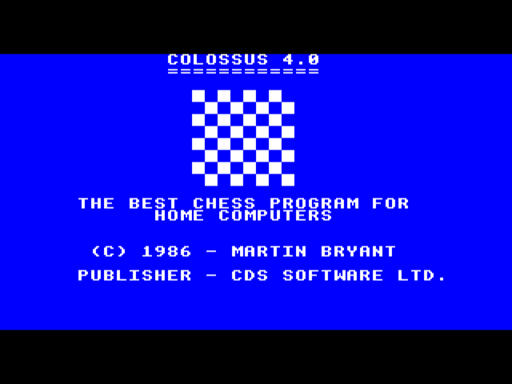 COLOSSUS 4.0
============
THE BEST CHESS PROGRAM FOR
HOME COMPUTERS
(C) 1986 - MARTIN BRYANT
PUBLISHER - CDS SOFTWARE LTD.